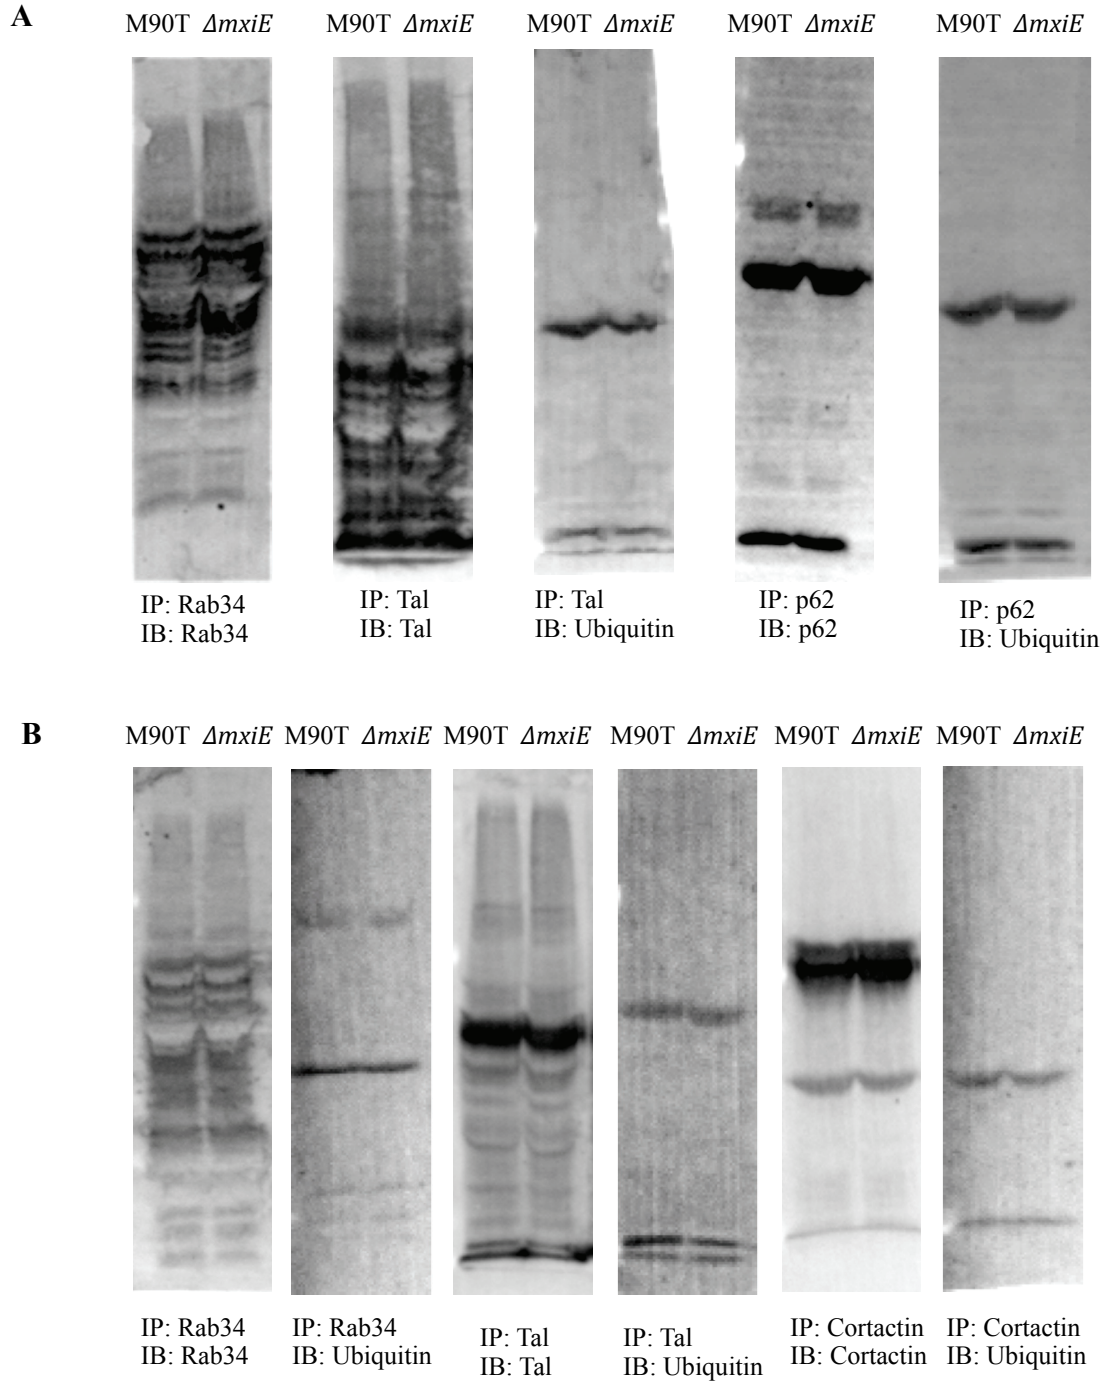 A
M90T ΔmxiE M90T ΔmxiE M90T ΔmxiE M90T ΔmxiE M90T ΔmxiE
IP: Rab34
IB: Rab34
IP: Tal
IB: Tal
IP: Tal
IB: Ubiquitin
IP: p62
IB: p62
IP: p62
IB: Ubiquitin
B
M90T ΔmxiE M90T ΔmxiE M90T ΔmxiE M90T ΔmxiE M90T ΔmxiE M90T ΔmxiE
IP: Rab34
IB: Rab34
IP: Rab34
IB: Ubiquitin
IP: Tal
IB: Tal
IP: Tal
IB: Ubiquitin
IP: Cortactin
IB: Cortactin
IP: Cortactin
IB: Ubiquitin